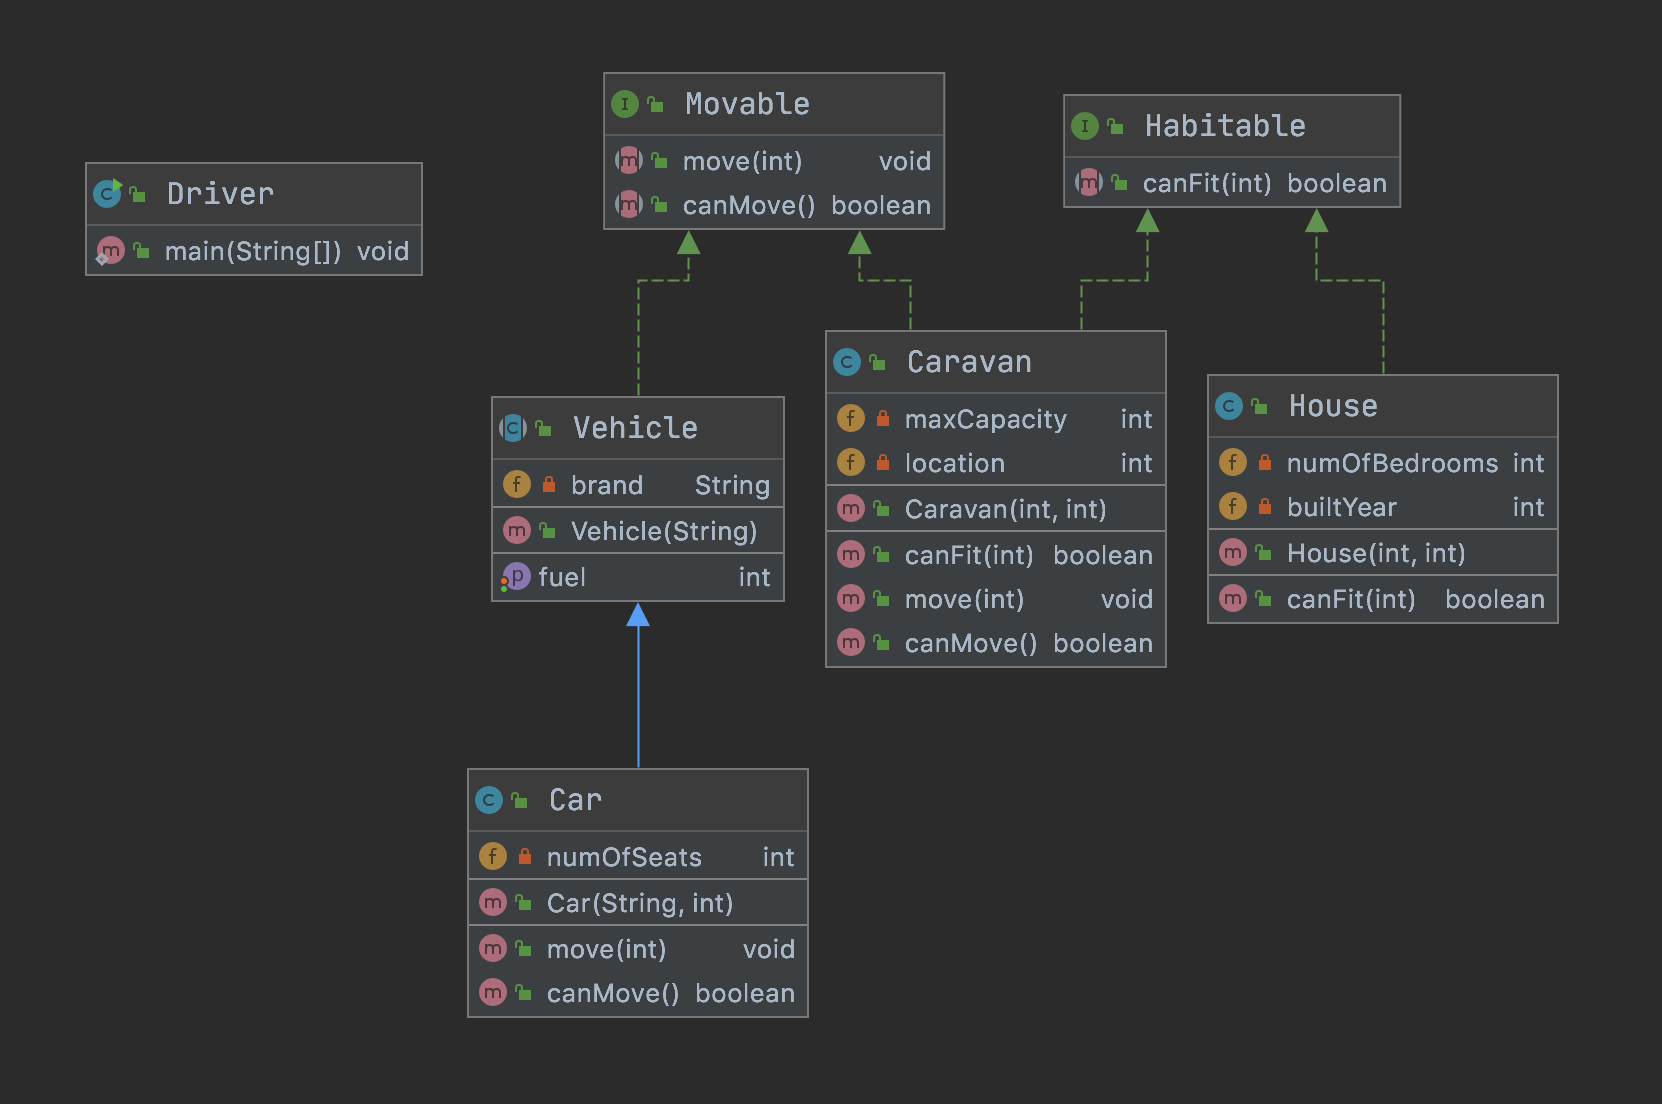 Driver
main(String[]) void
Movable
move(int) void
canMove() boolean
Habitable
canFit(int) boolean
Vehicle
brand String
Vehicle(String)
fuel int
Caravan
maxCapacity int
location int
Caravan(int, int)
canFit(int) boolean
move(int) void
canMove() boolean
House
numOfBedrooms int
builtYear int
House(int, int)
canFit(int) boolean
Car
numOfSeats int
Car(String, int)
move(int) void
canMove() boolean